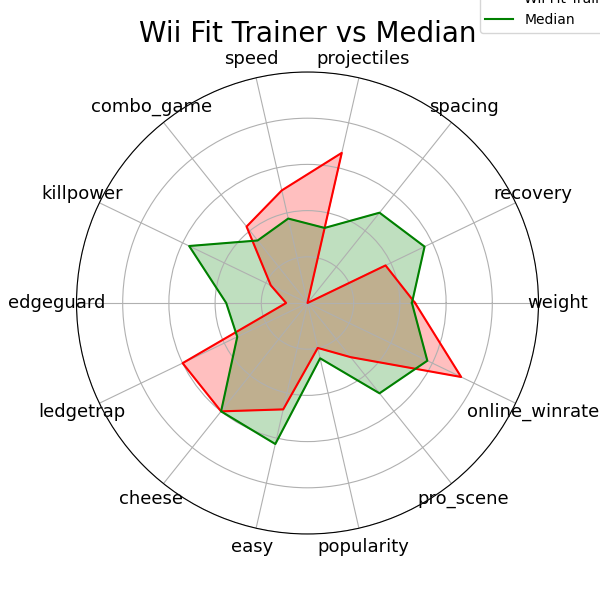 Wii Fit Trainer vs Median
Median
speed
projectiles
combo_game
spacing
killpower
recovery
edgeguard
weight
ledgetrap
online_winrate
cheese
pro_scene
easy
popularity